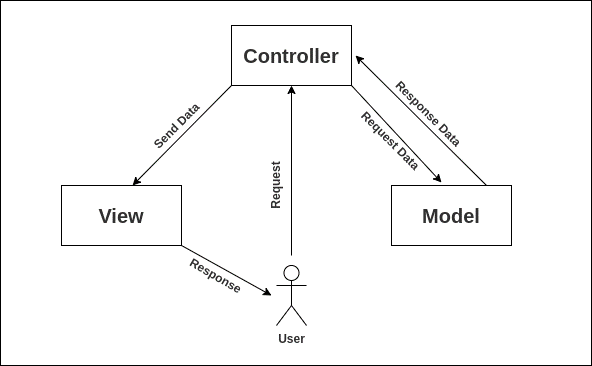 Controller
Send Data
Request
Request Data
Response Data
View
Model
Response
User